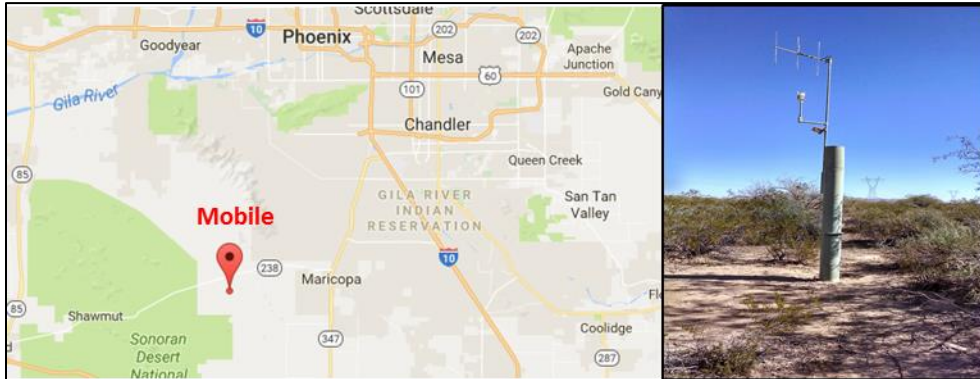 Scottsdale
10
202
202
Goodyear
Phoenix
Mesa
Apache
Junction
60
Gila River
101
Gold Cany
Chandler
Queen Creek
85
GILA RIVER
INDIAN
RESERVATION
San Tan
Valley
Mobile
10
238
Maricopa
85
Shawmut
Flo
d
Sonoran
Desert
National
347
Coolidge
287